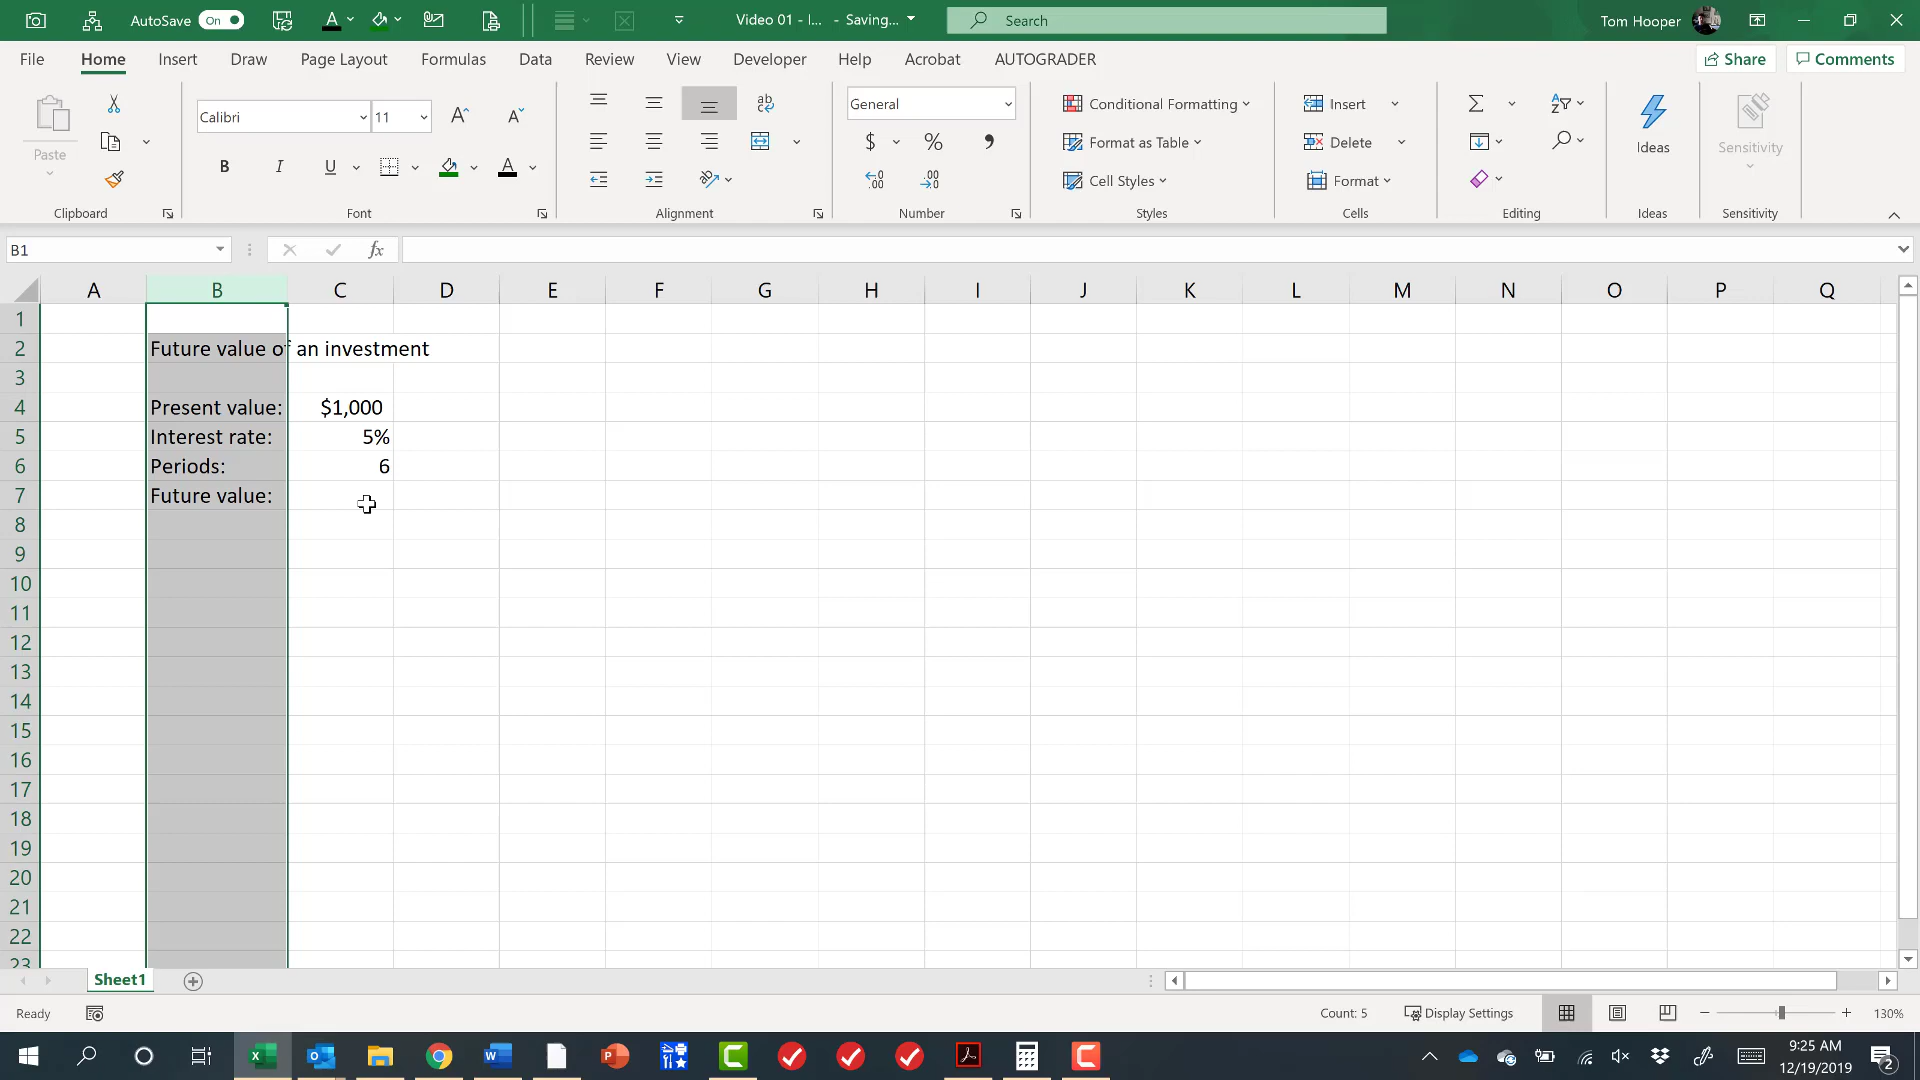 AutoSave On Video 01 - I... - Saving... Search Tom Hooper
File Home Insert Draw Page Layout Formulas Data Review View Developer Help Acrobat AUTOGRADER Share Comments
Paste
Calibri 11
General
Conditional Formatting
Format as Table
Cell Styles
Insert
Delete
Format
Ideas
Sensitivity
B I U A
$ % ,
Clipboard Font Alignment Number Styles Cells Editing Ideas Sensitivity
B1 fx
A B C D E F G H I J K L M N O P Q
1
2 Future value of an investment
3
4 Present value: $1,000
5 Interest rate: 5%
6 Periods: 6
7 Future value:
8
9
10
11
12
13
14
15
16
17
18
19
20
21
22
23
Sheet1
Ready Count: 5 Display Settings 130%
9:25 AM
12/19/2019
2